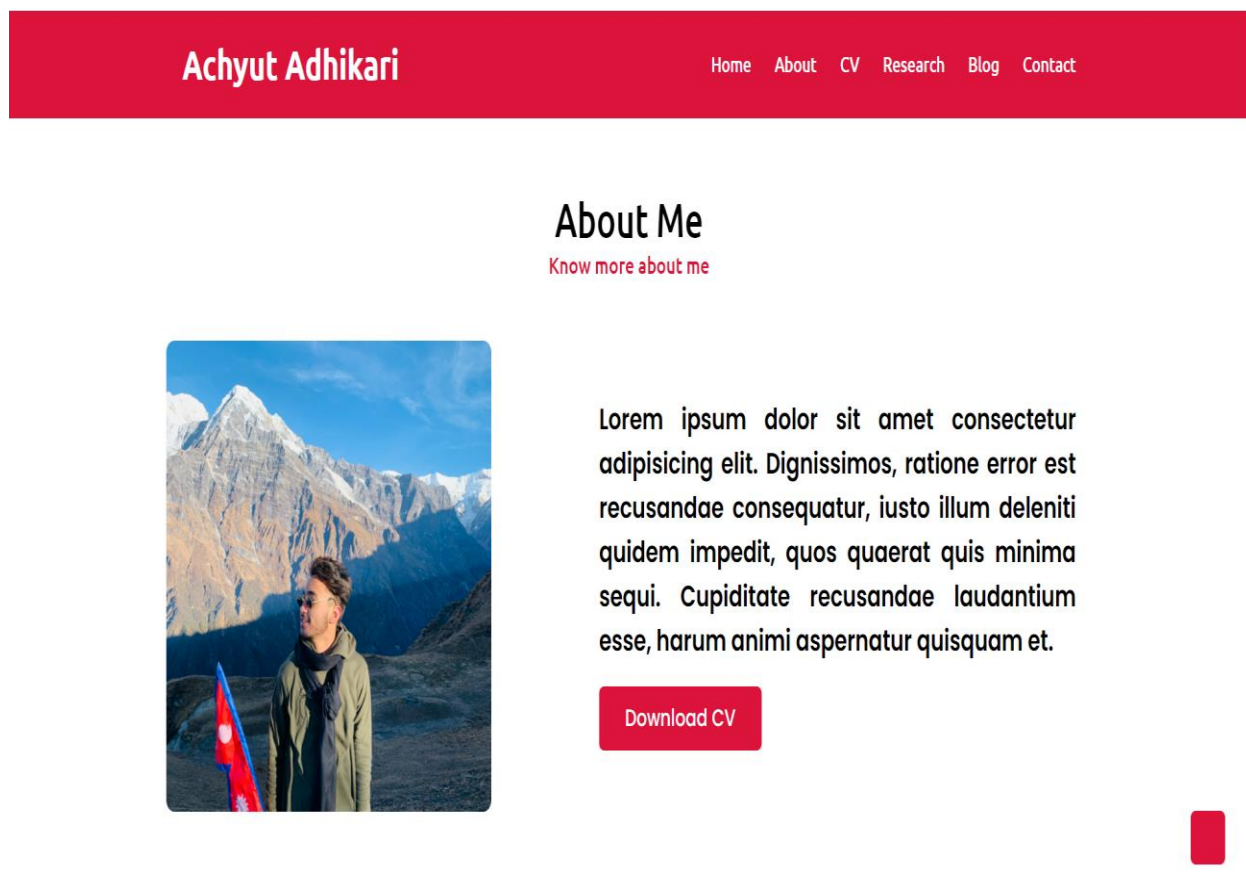 Achyut Adhikari
Home About CV Research Blog Contact
About Me
Know more about me
Lorem ipsum dolor sit amet consectetur
adipisicing elit. Dignissimos, ratione error est
recusandae consequatur, iusto illum deleniti
quidem impedit, quos quaerat quis minima
sequi. Cupiditate recusandae laudantium
esse, harum animi aspernatur quisquam et.
Download CV